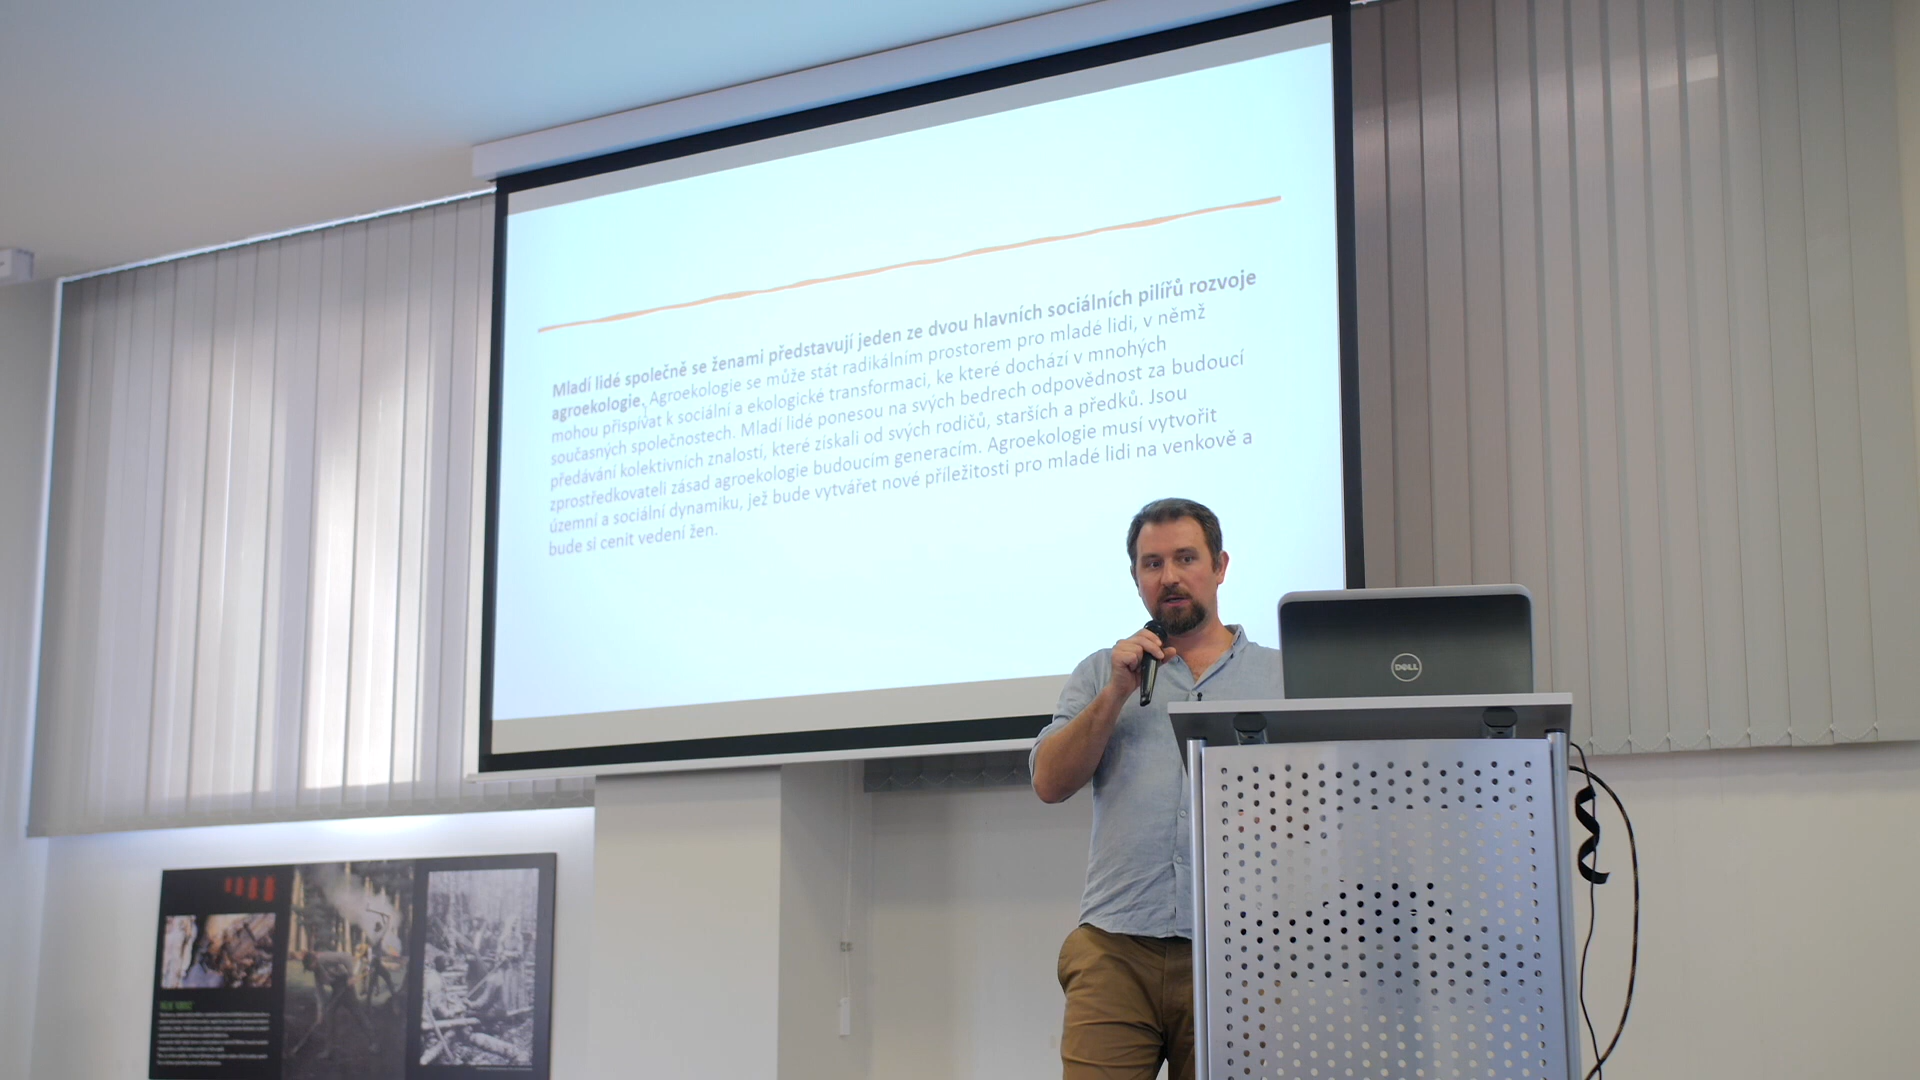 Mladí lidé společně se ženami představují jeden ze dvou hlavních sociálních pilířů rozvoje
agroekologie. Agroekologie se může stát radikálním prostorem pro mladé lidi, v němž
mohou přispívat k sociální a ekologické transformaci, ke které dochází v mnohých
současných společnostech. Mladí lidé ponesou na svých bedrech odpovědnost za budoucí
předávání kolektivních znalostí, které získali od svých rodičů, starších a předků. Jsou
zprostředkovateli zásad agroekologie budoucím generacím. Agroekologie musí vytvořit
územní a sociální dynamiku, jež bude vytvářet nové příležitosti pro mladé lidi na venkově a
bude si cenit vedení žen.
DELL